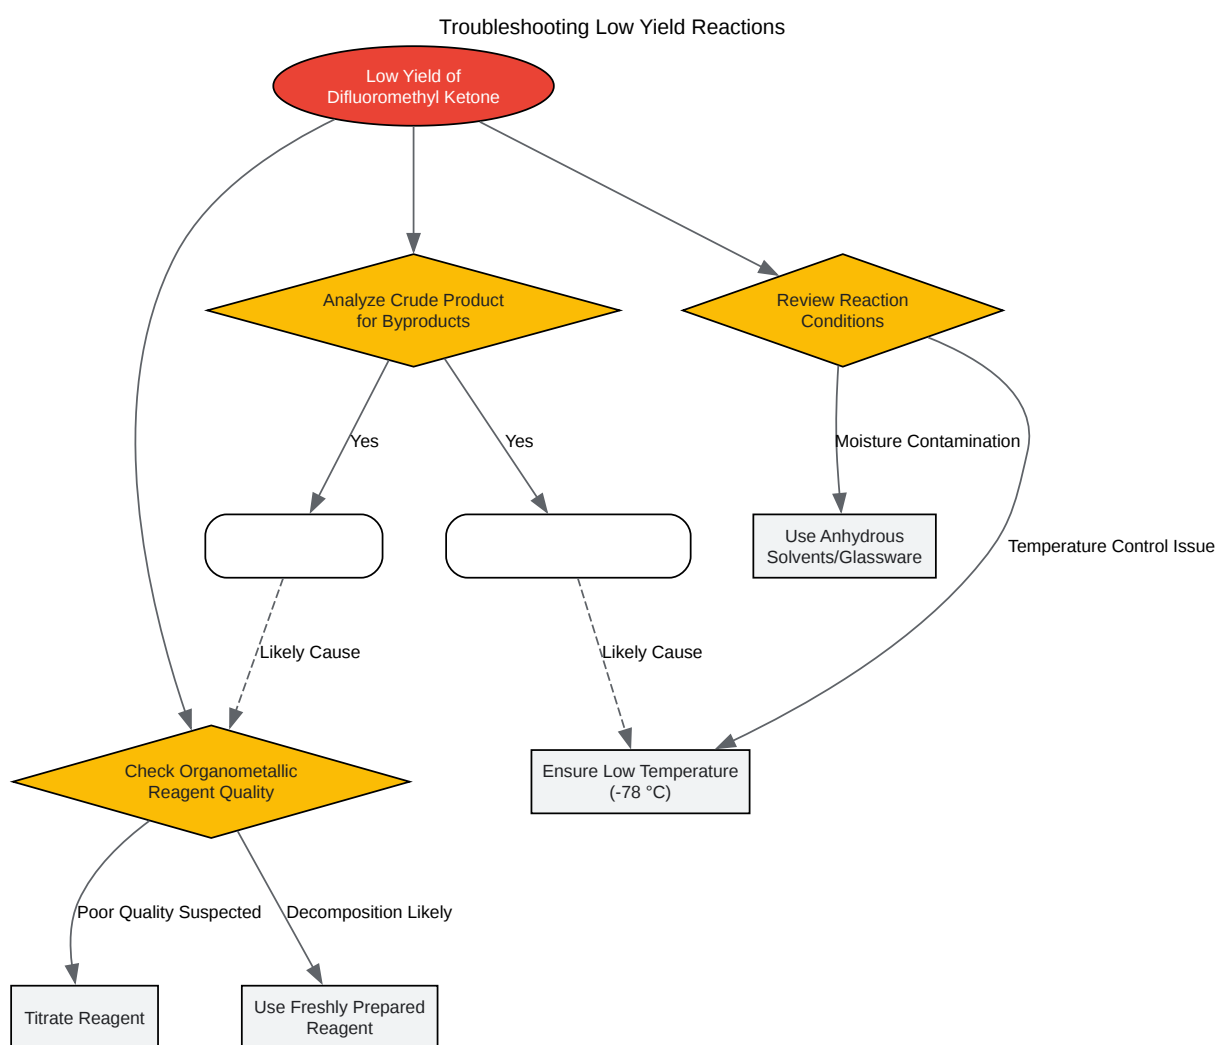 Troubleshooting Low Yield Reactions
Low Yield of
Difluoromethyl Ketone
Analyze Crude Product
for Byproducts
Review Reaction
Conditions
Yes
Yes
Moisture Contamination
Use Anhydrous
Solvents/Glassware
Temperature Control Issue
Likely Cause
Likely Cause
Check Organometallic
Reagent Quality
Ensure Low Temperature
(-78 °C)
Poor Quality Suspected
Decomposition Likely
Titrate Reagent
Use Freshly Prepared
Reagent